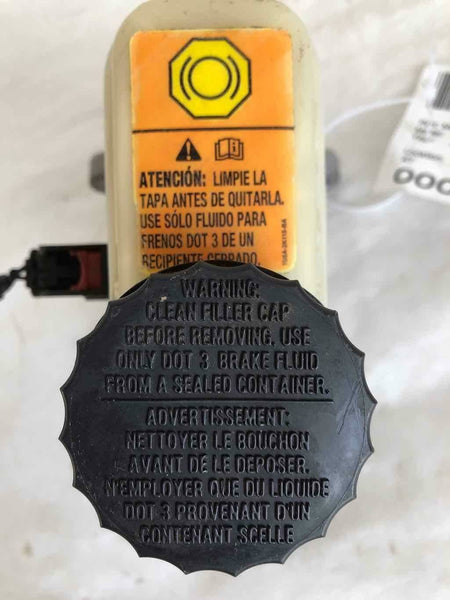 ATENCIÓN: LIMPIE LA
TAPA ANTES DE QUITARLA.
USE SÓLO FLUIDO PARA
FRENOS DOT 3 DE UN
RECIPIENTE CERRADO.
WARNING:
CLEAN FILLER CAP
BEFORE REMOVING. USE
ONLY DOT 3 BRAKE FLUID
FROM A SEALED CONTAINER.
ADVERTISSEMENT:
NETTOYER LE BOUCHON
AVANT DE LE DEPOSER.
N'EMPLOYER QUE DU LIQUIDE
DOT 3 PROVENANT D'UN
CONTENANT SCELLE